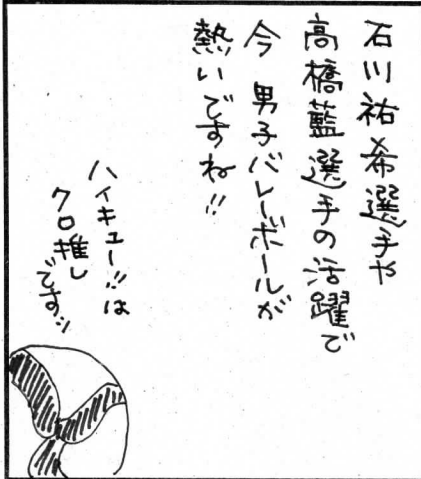 石川祐希選手や
高橋藍選手の活躍で
今 男子バレーボールが
熱いですね!!
ハイキュー!!は
クロ推し
です!!